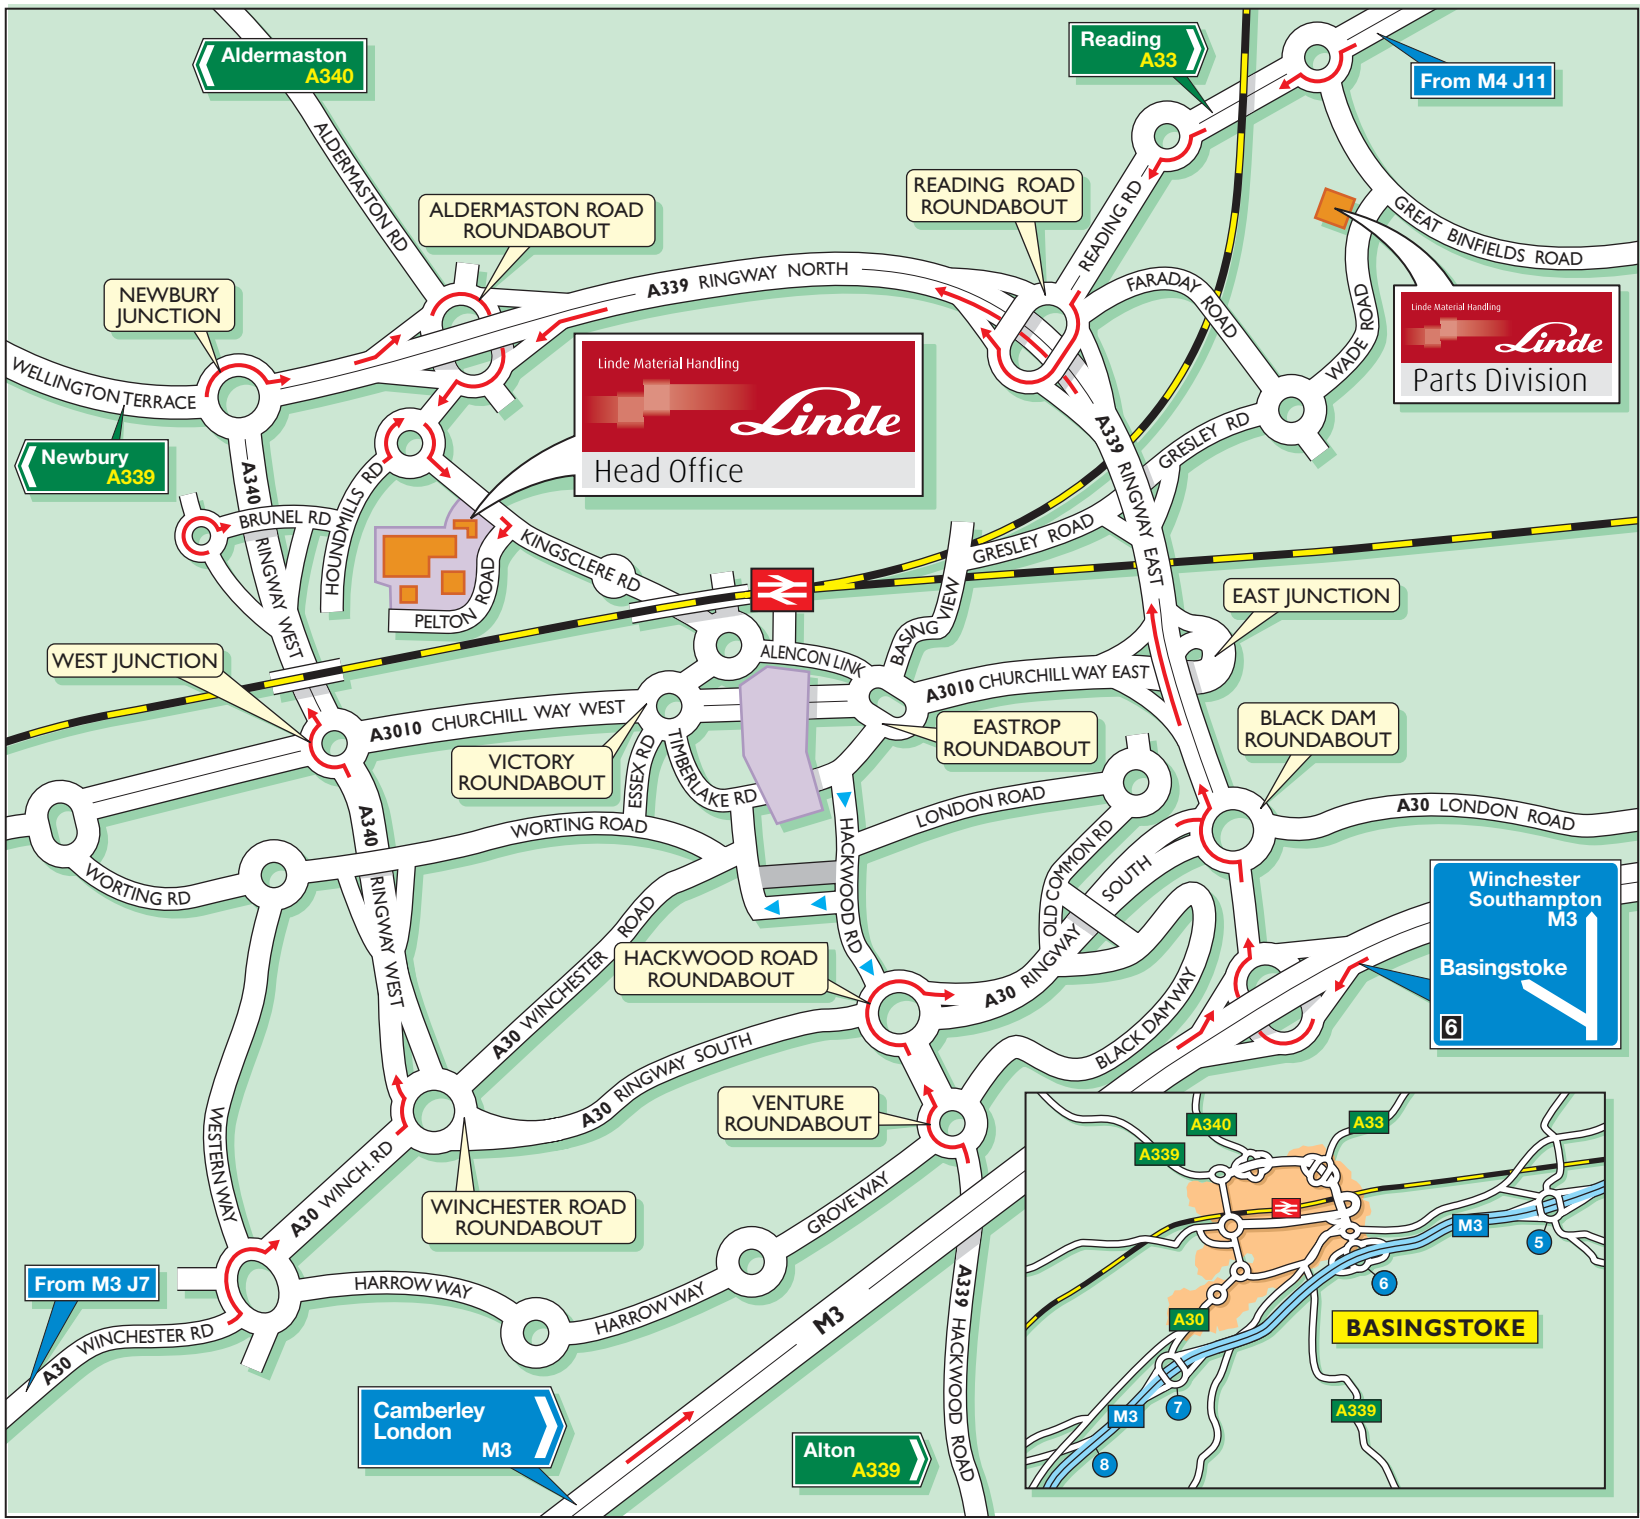 Aldermaston
A340
Reading
A33
From M4 J11
ALDERMASTON RD
READING ROAD
ROUNDABOUT
READING RD
ALDERMASTON ROAD
ROUNDABOUT
GREAT BINFIELDS ROAD
NEWBURY
JUNCTION
A339 RINGWAY NORTH
FARADAY ROAD
WADE ROAD
Linde Material Handling
Linde
Parts Division
Linde Material Handling
Linde
Head Office
WELLINGTON TERRACE
Newbury
A339
A340 RINGWAY WEST
BRUNEL RD
HOUNDMILLS RD
KINGSCLERE RD
PELTON ROAD
A339 RINGWAY EAST
GRESLEY RD
GRESLEY ROAD
BASING VIEW
EAST JUNCTION
WEST JUNCTION
ALENCON LINK
A3010 CHURCHILL WAY EAST
A3010 CHURCHILL WAY WEST
VICTORY
ROUNDABOUT
ESSEX RD
TIMBERLAKE RD
EASTROP
ROUNDABOUT
BLACK DAM
ROUNDABOUT
LONDON ROAD
A30 LONDON ROAD
WORTING ROAD
WORTING RD
A340 RINGWAY WEST
HACKWOOD RD
OLD COMMON RD
A30 RINGWAY SOUTH
Winchester
Southampton
M3
Basingstoke
6
HACKWOOD ROAD
ROUNDABOUT
A30 WINCHESTER ROAD
A30 RINGWAY SOUTH
BLACK DAM WAY
VENTURE
ROUNDABOUT
WESTERN WAY
A30 WINCH. RD
WINCHESTER ROAD
ROUNDABOUT
GROVE WAY
HARROW WAY
HARROW WAY
From M3 J7
A30 WINCHESTER RD
M3
A339 HACKWOOD ROAD
Camberley
London
M3
Alton
A339
A340
A33
A339
M3
5
6
A30
BASINGSTOKE
7
M3
A339
8